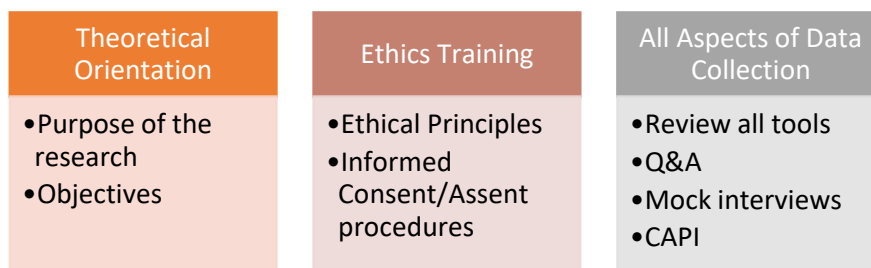 Theoretical
Orientation
•Purpose of the
research
•Objectives
Ethics Training
•Ethical Principles
•Informed
Consent/Assent
procedures
All Aspects of Data
Collection
•Review all tools
•Q&A
•Mock interviews
•CAPI